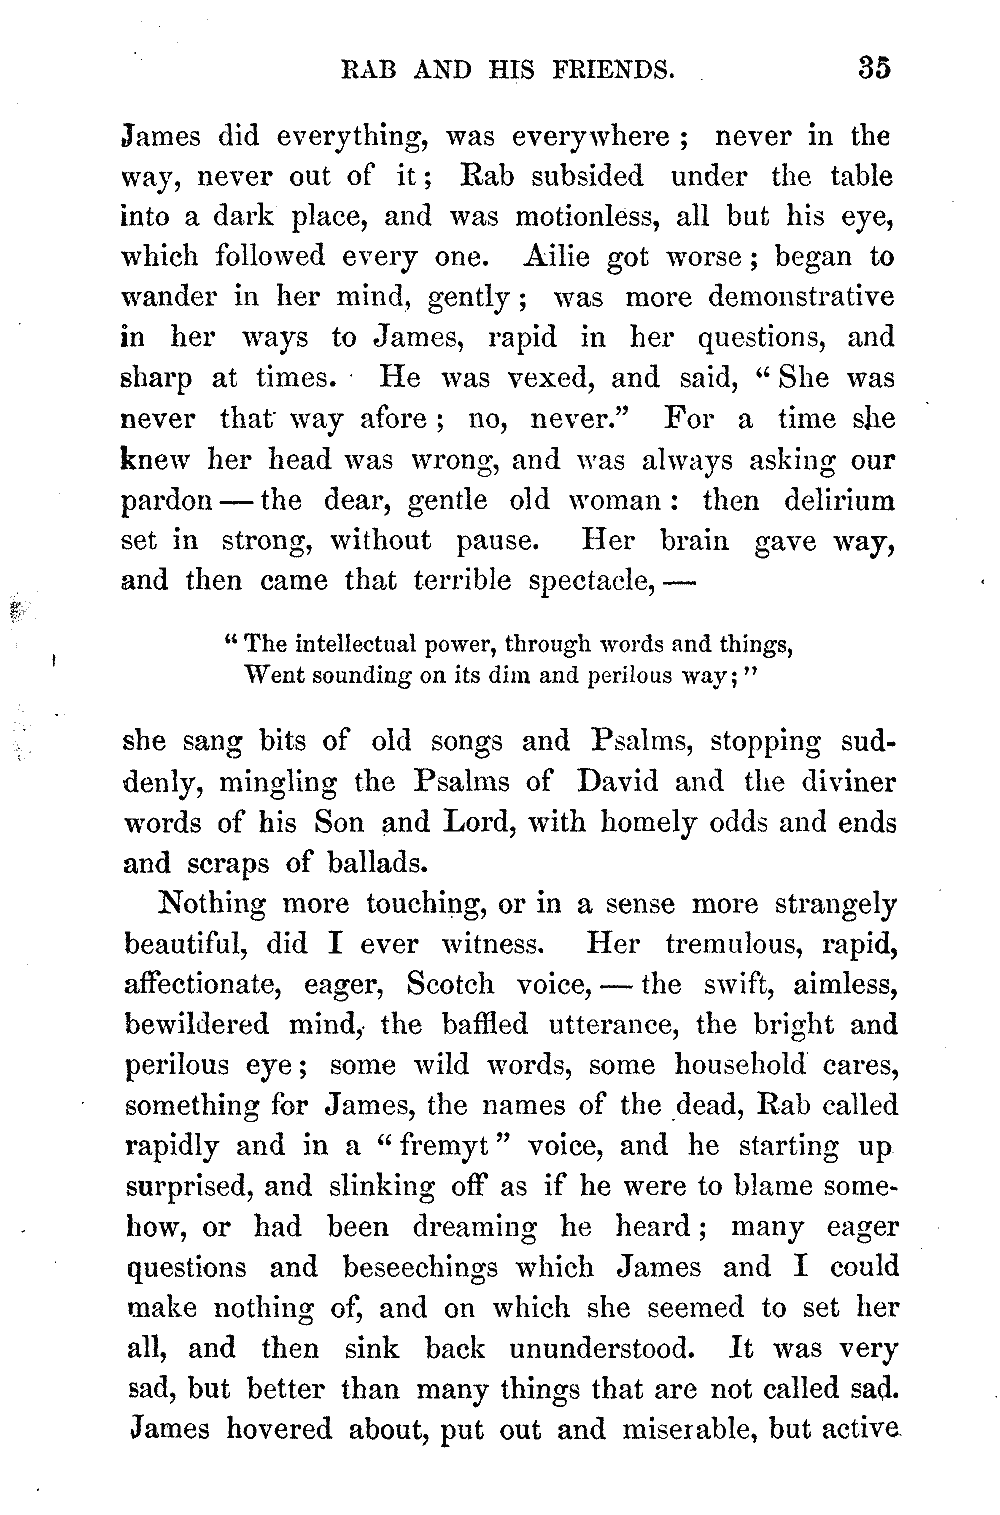 RAB AND HIS FRIENDS. 35
James did everything, was everywhere ; never in the
way, never out of it ; Rab subsided under the table
into a dark place, and was motionless, all but his eye,
which followed every one. Ailie got worse ; began to
wander in her mind, gently ; was more demonstrative
in her ways to James, rapid in her questions, and
sharp at times. He was vexed, and said, “ She was
never that way afore ; no, never.” For a time she
knew her head was wrong, and was always asking our
pardon — the dear, gentle old woman : then delirium
set in strong, without pause. Her brain gave way,
and then came that terrible spectacle, —
“ The intellectual power, through words and things,
Went sounding on its dim and perilous way ; ”
she sang bits of old songs and Psalms, stopping sud-
denly, mingling the Psalms of David and the diviner
words of his Son and Lord, with homely odds and ends
and scraps of ballads.
Nothing more touching, or in a sense more strangely
beautiful, did I ever witness. Her tremulous, rapid,
affectionate, eager, Scotch voice, — the swift, aimless,
bewildered mind, the baffled utterance, the bright and
perilous eye ; some wild words, some household cares,
something for James, the names of the dead, Rab called
rapidly and in a “ fremyt ” voice, and he starting up
surprised, and slinking off as if he were to blame some-
how, or had been dreaming he heard ; many eager
questions and beseechings which James and I could
make nothing of, and on which she seemed to set her
all, and then sink back ununderstood. It was very
sad, but better than many things that are not called sad.
James hovered about, put out and miserable, but active